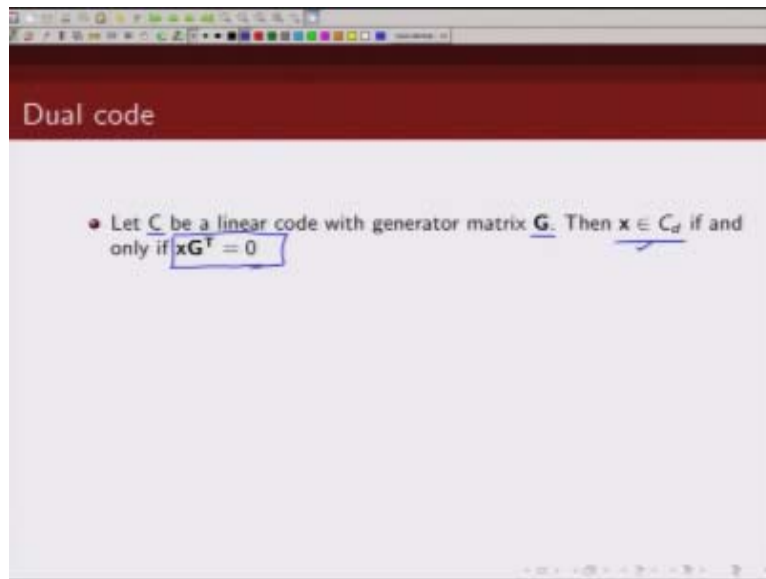 Dual code
• Let C be a linear code with generator matrix G. Then x ∈ C_d if and
only if xG^T = 0